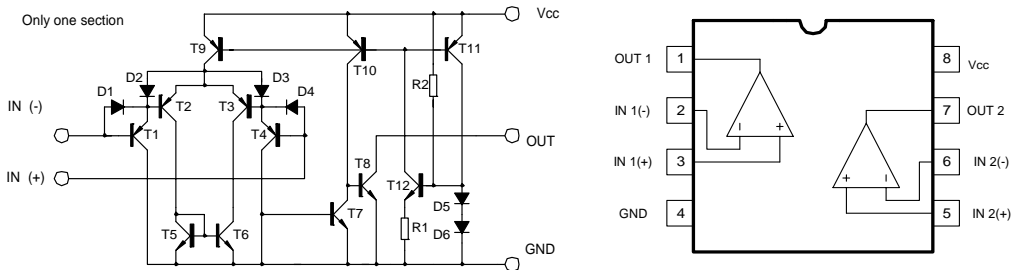 Only one section
Vcc
T9
T10
T11
D2
D3
R2
D1
T2
T3
D4
IN (-)
T1
T4
OUT
T8
IN (+)
T12
D5
T7
T5
T6
R1
D6
GND
OUT 1
1
8
Vcc
IN 1(-)
2
7
OUT 2
IN 1(+)
3
6
IN 2(-)
GND
4
5
IN 2(+)